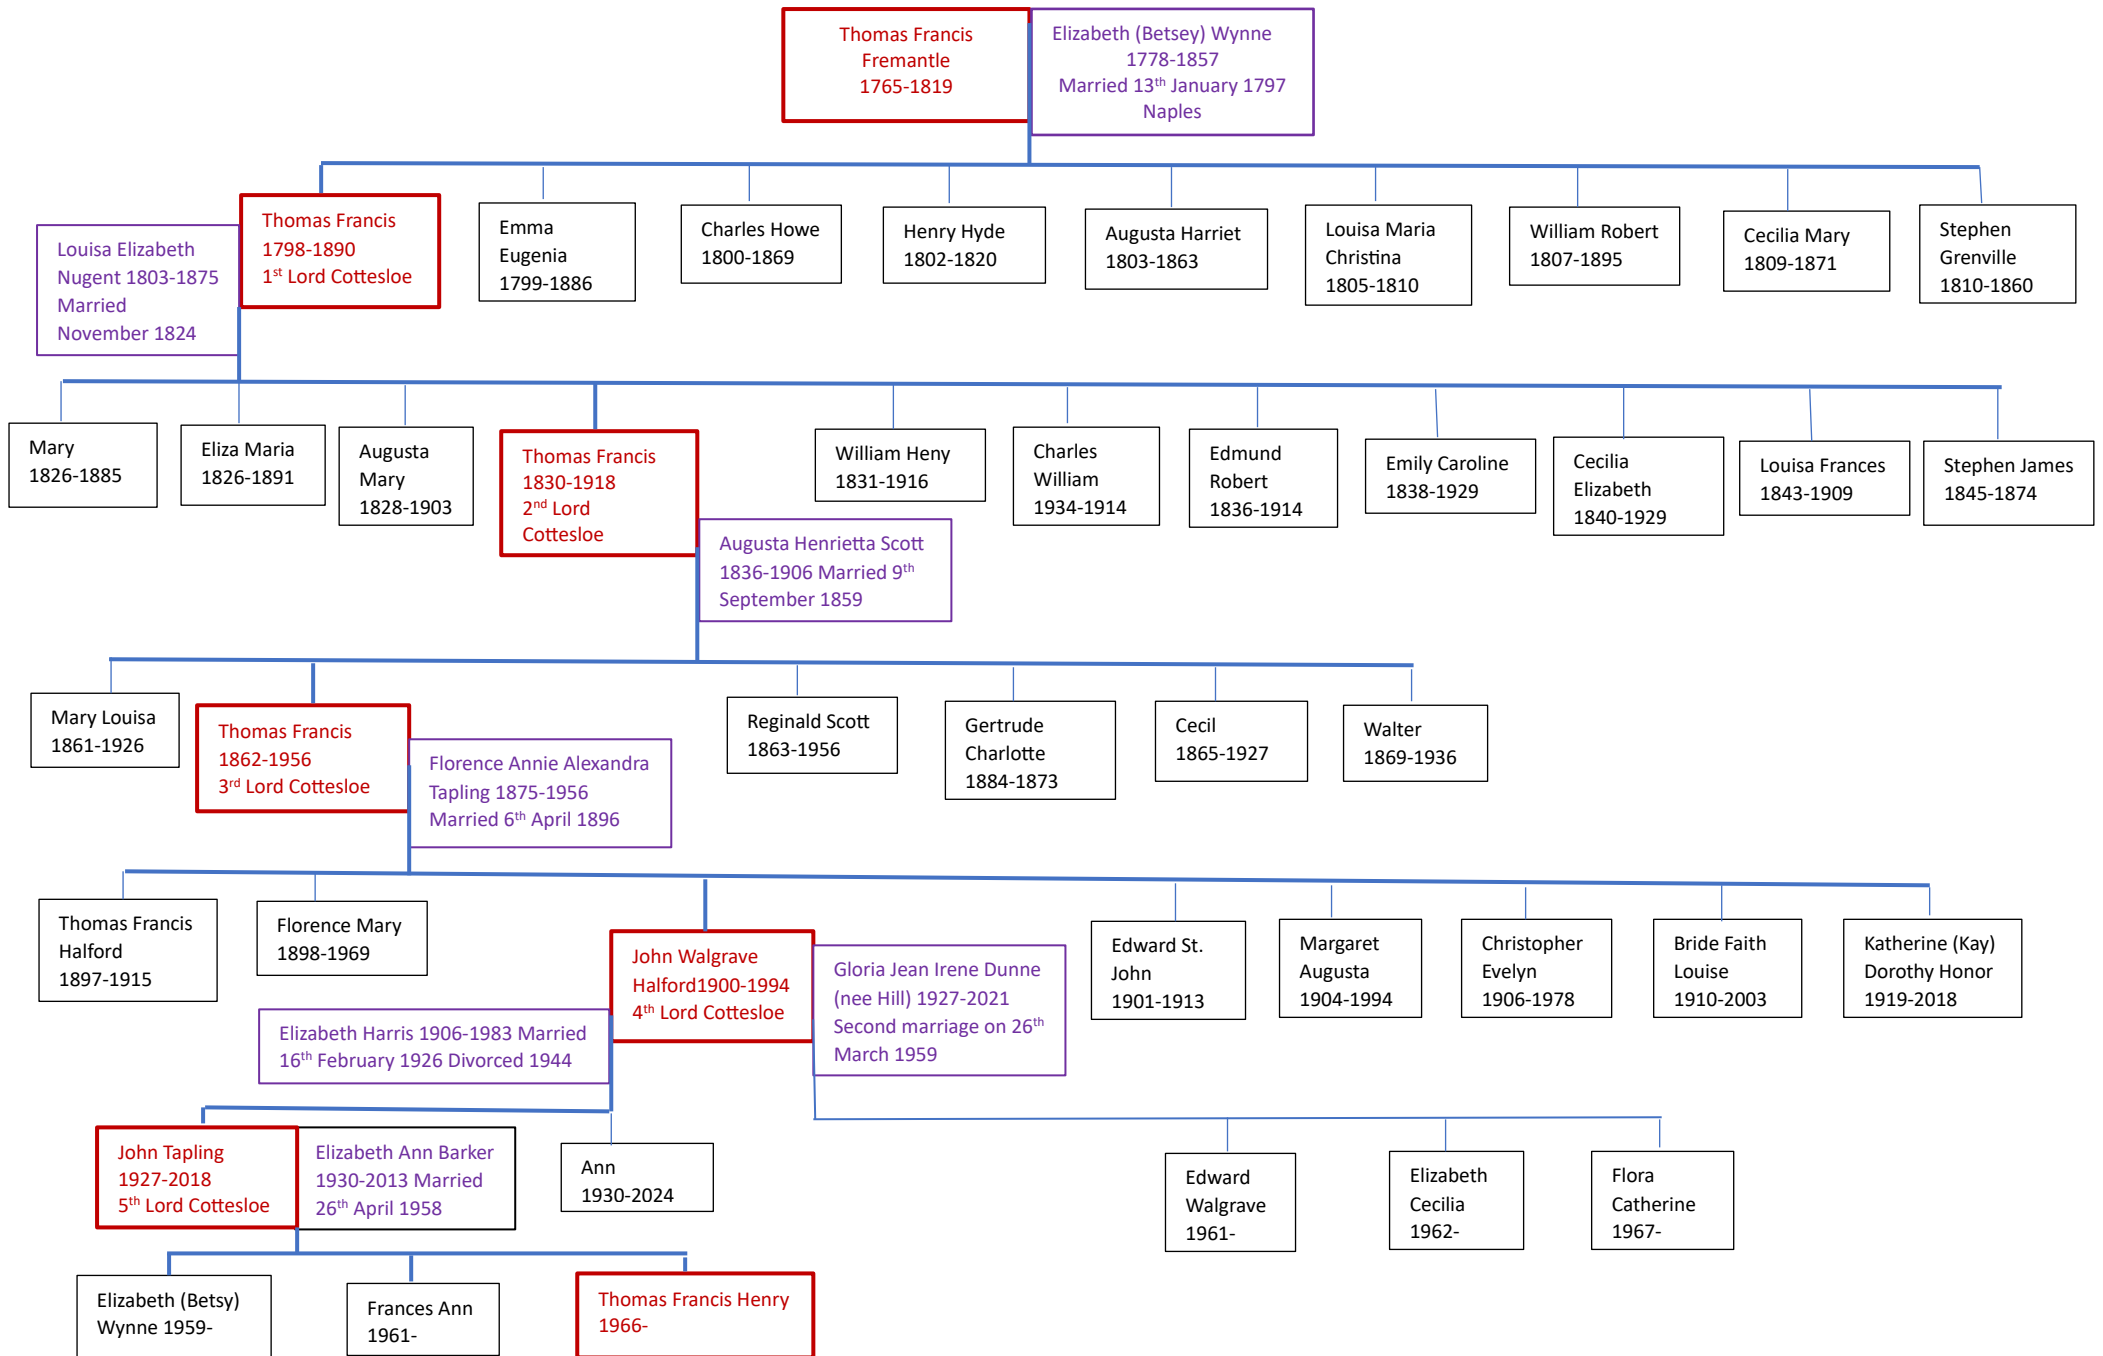 Thomas Francis
Fremantle
1765-1819
Elizabeth (Betsey) Wynne
1778-1857
Married 13th January 1797
Naples
Louisa Elizabeth
Nugent 1803-1875
Married
November 1824
Thomas Francis
1798-1890
1st Lord Cottesloe
Emma
Eugenia
1799-1886
Charles Howe
1800-1869
Henry Hyde
1802-1820
Augusta Harriet
1803-1863
Louisa Maria
Christina
1805-1810
William Robert
1807-1895
Cecilia Mary
1809-1871
Stephen
Grenville
1810-1860
Mary
1826-1885
Eliza Maria
1826-1891
Augusta
Mary
1828-1903
Thomas Francis
1830-1918
2nd Lord
Cottesloe
Augusta Henrietta Scott
1836-1906 Married 9th
September 1859
William Heny
1831-1916
Charles
William
1934-1914
Edmund
Robert
1836-1914
Emily Caroline
1838-1929
Cecilia
Elizabeth
1840-1929
Louisa Frances
1843-1909
Stephen James
1845-1874
Mary Louisa
1861-1926
Thomas Francis
1862-1956
3rd Lord Cottesloe
Florence Annie Alexandra
Tapling 1875-1956
Married 6th April 1896
Reginald Scott
1863-1956
Gertrude
Charlotte
1884-1873
Cecil
1865-1927
Walter
1869-1936
Thomas Francis
Halford
1897-1915
Florence Mary
1898-1969
Elizabeth Harris 1906-1983 Married
16th February 1926 Divorced 1944
John Walgrave
Halford1900-1994
4th Lord Cottesloe
Gloria Jean Irene Dunne
(nee Hill) 1927-2021
Second marriage on 26th
March 1959
Edward St.
John
1901-1913
Margaret
Augusta
1904-1994
Christopher
Evelyn
1906-1978
Bride Faith
Louise
1910-2003
Katherine (Kay)
Dorothy Honor
1919-2018
John Tapling
1927-2018
5th Lord Cottesloe
Elizabeth Ann Barker
1930-2013 Married
26th April 1958
Ann
1930-2024
Edward
Walgrave
1961-
Elizabeth
Cecilia
1962-
Flora
Catherine
1967-
Elizabeth (Betsy)
Wynne 1959-
Frances Ann
1961-
Thomas Francis Henry
1966-